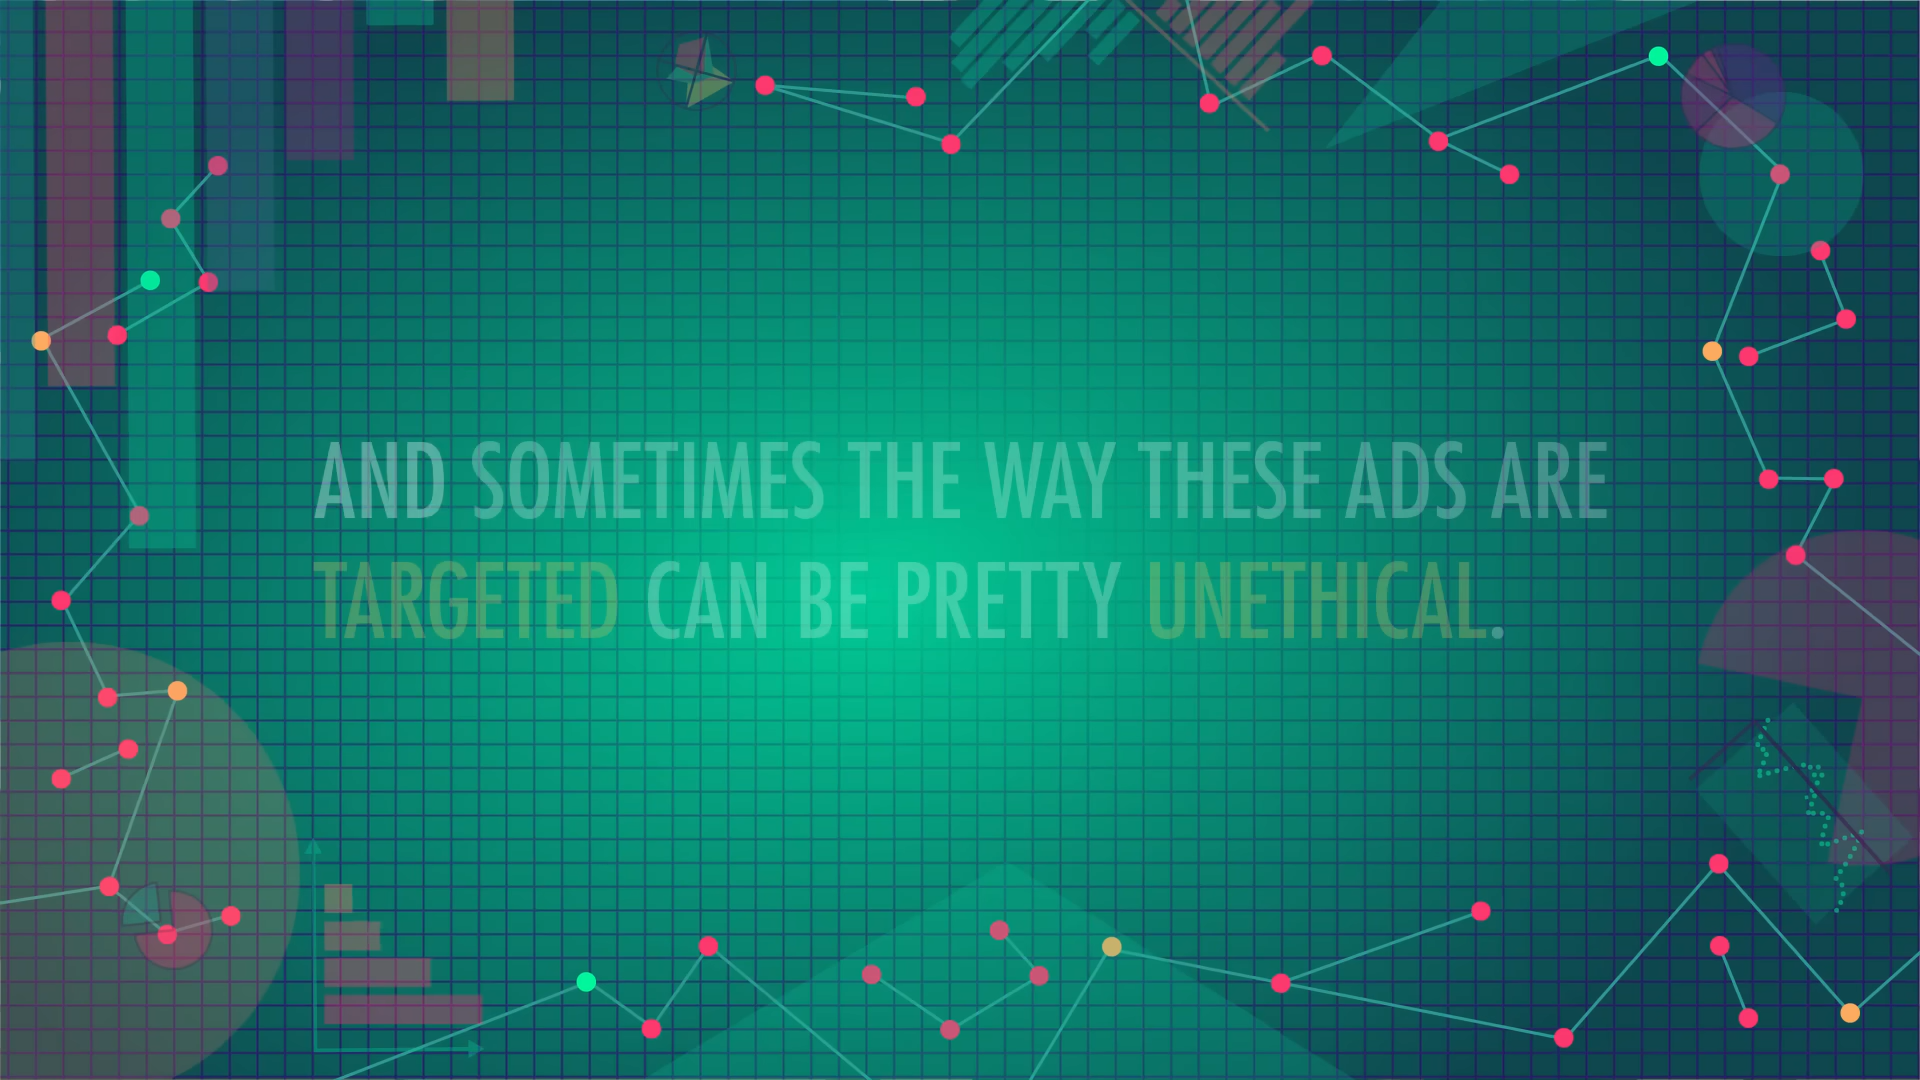 AND SOMETIMES THE WAY THESE ADS ARE
TARGETED CAN BE PRETTY UNETHICAL.